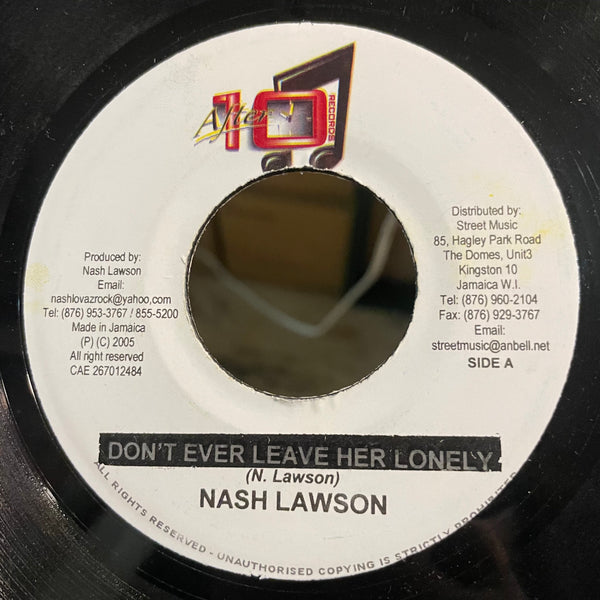 After 10
RECORDS
Produced by:
Nash Lawson
Email:
nashlovazrock@yahoo,com
Tel: (876) 953-3767 / 855-5200
Made in Jamaica
(P) (C) 2005
All right reserved
CAE 267012484
Distributed by:
Street Music
85, Hagley Park Road
The Domes, Unit3
Kingston 10
Jamaica W.I.
Tel: (876) 960-2104
Fax: (876) 929-3767
Email:
streetmusic@anbell.net
SIDE A
DON'T EVER LEAVE HER LONELY
(N. Lawson)
NASH LAWSON
ALL RIGHTS RESERVED - UNAUTHORISED COPYING IS STRICTLY PROHIBITED